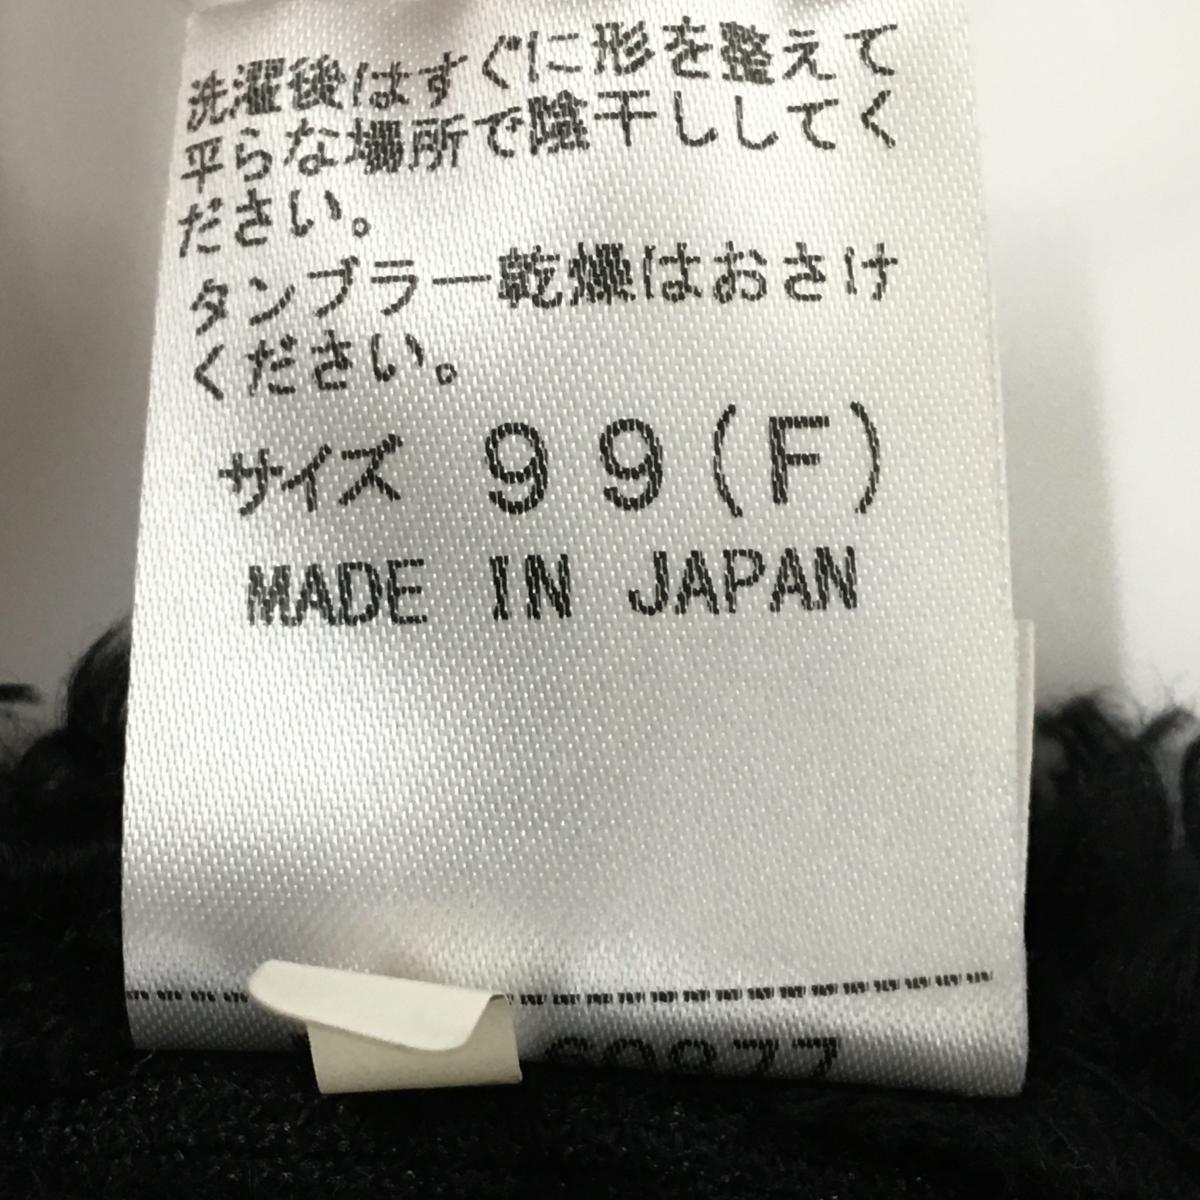 洗濯後はすぐに形を整えて
平らな場所で陰干ししてく
ださい。
タンブラー乾燥はおさけ
ください。
サイズ 99(F)
MADE IN JAPAN